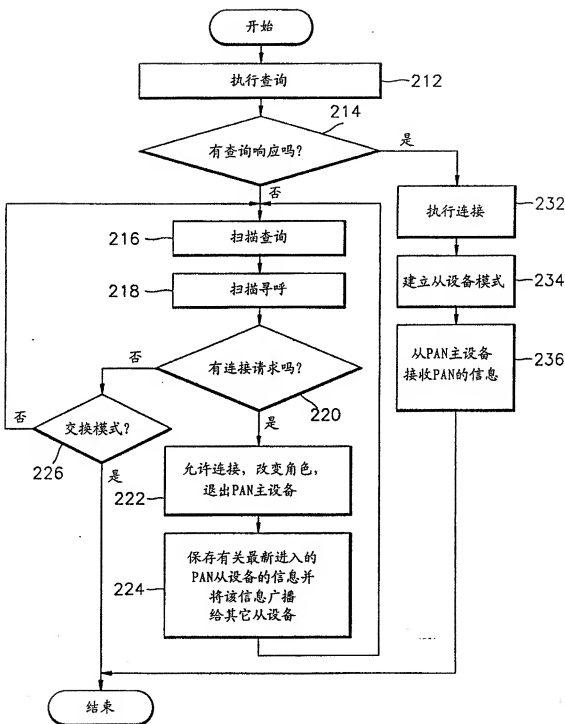 开始
执行查询
212
214
有查询响应吗?
是
否
执行连接
232
216
扫描查询
建立从设备模式
234
218
扫描寻呼
从PAN主设备
接收PAN的信息
236
否
有连接请求吗?
220
否
交换模式?
226
是
是
允许连接，改变角色，
退出PAN主设备
222
保存有关最新进入的
PAN从设备的信息并
将该信息广播
给其它从设备
224
结束